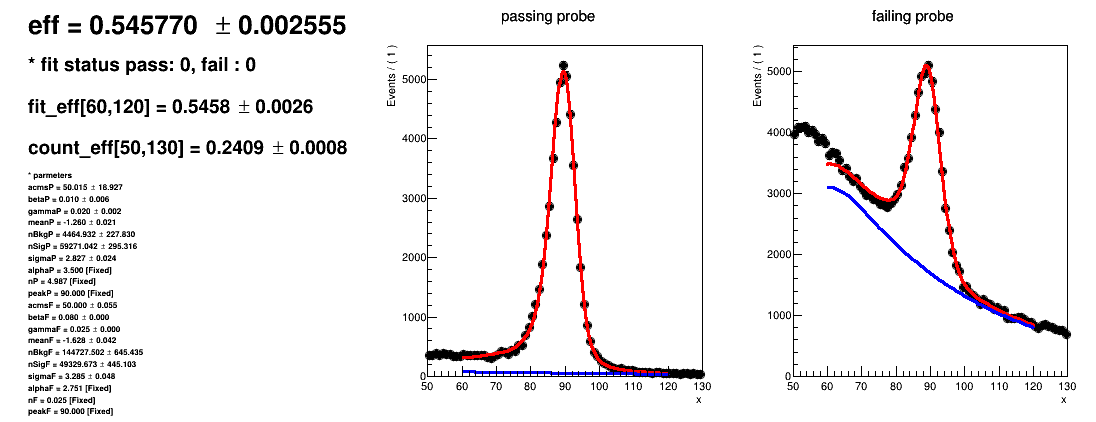 eff = 0.545770 ± 0.002555
* fit status pass: 0, fail : 0
fit_eff[60,120] = 0.5458 ± 0.0026
count_eff[50,130] = 0.2409 ± 0.0008
* parmeters
acmsP = 50.015 ± 18.927
betaP = 0.010 ± 0.006
gammaP = 0.020 ± 0.002
meanP = -1.260 ± 0.021
nBkgP = 4464.932 ± 227.830
nSigP = 59271.042 ± 295.316
sigmaP = 2.827 ± 0.024
alphaP = 3.500 [Fixed]
nP = 4.987 [Fixed]
peakP = 90.000 [Fixed]
acmsF = 50.000 ± 0.055
betaF = 0.080 ± 0.000
gammaF = 0.025 ± 0.000
meanF = -1.628 ± 0.042
nBkgF = 144727.502 ± 645.435
nSigF = 49329.673 ± 445.103
sigmaF = 3.285 ± 0.048
alphaF = 2.751 [Fixed]
nF = 0.025 [Fixed]
peakF = 90.000 [Fixed]
passing probe
Events / ( 1 )
5000
4000
3000
2000
1000
0
50 60 70 80 90 100 110 120 130
x
failing probe
Events / ( 1 )
5000
4000
3000
2000
1000
0
50 60 70 80 90 100 110 120 130
x